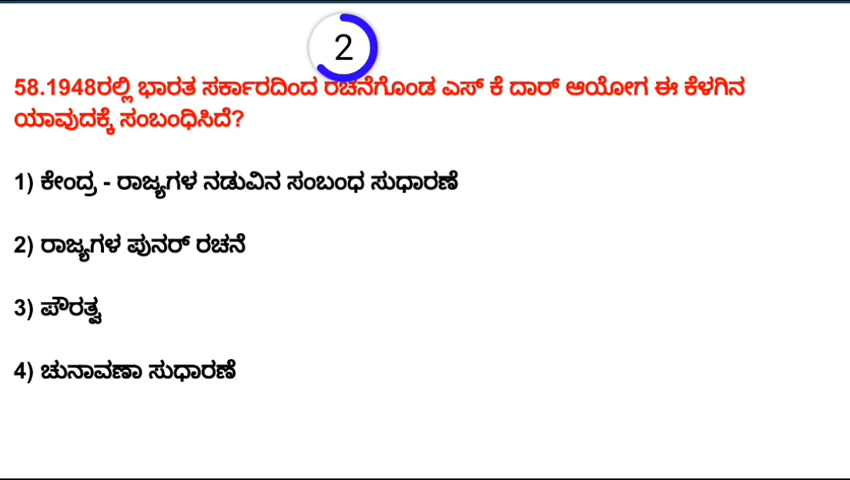 2
58.1948ರಲ್ಲಿ ಭಾರತ ಸರ್ಕಾರದಿಂದ ರಚನೆಗೊಂಡ ಎಸ್ ಕೆ ದಾರ್ ಆಯೋಗ ಈ ಕೆಳಗಿನ
ಯಾವುದಕ್ಕೆ ಸಂಬಂಧಿಸಿದೆ?
1) ಕೇಂದ್ರ - ರಾಜ್ಯಗಳ ನಡುವಿನ ಸಂಬಂಧ ಸುಧಾರಣೆ
2) ರಾಜ್ಯಗಳ ಪುನರ್ ರಚನೆ
3) ಪೌರತ್ವ
4) ಚುನಾವಣಾ ಸುಧಾರಣೆ